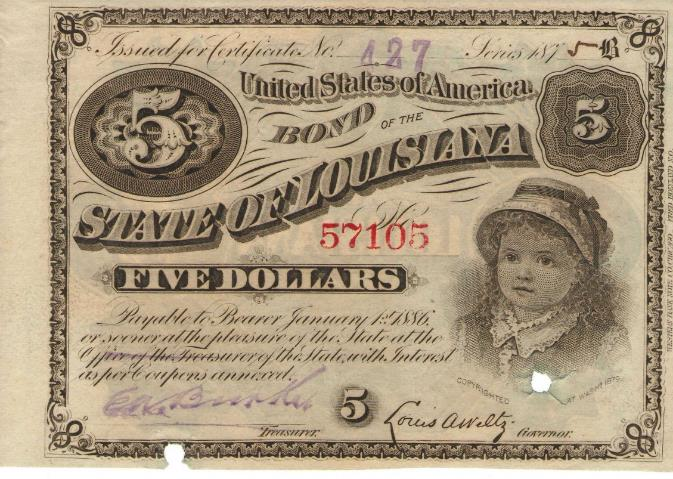 Issued for Certificate No. 427 Series 187 5 B
United States of America.
5
BOND OF THE
5
STATE OF LOUISIANA
No.
57105
FIVE DOLLARS
Payable to Bearer January 1st 1886,
or sooner at the pleasure of the State at the
Office of the Treasurer of the State, with Interest
as per Coupons annexed.
COPYRIGHTED
5
E A Burke
Louis A Wiltz
Treasurer.
Governor.